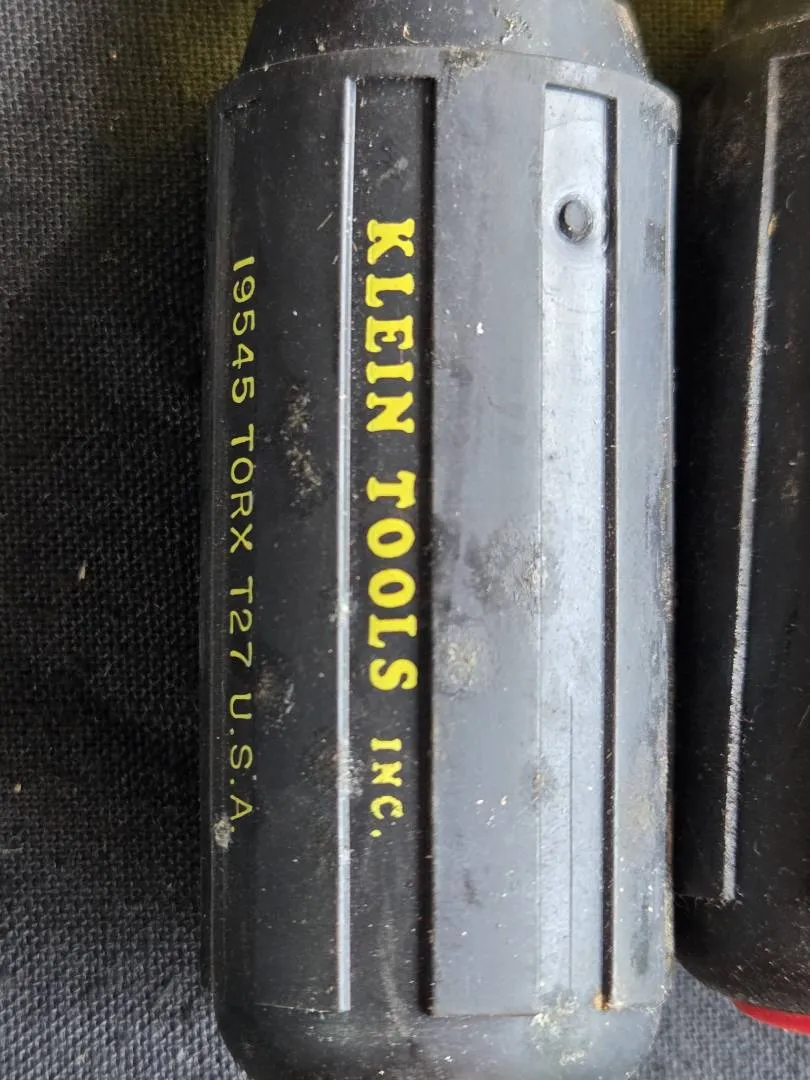 KLEIN TOOLS INC.
19545 TORX T27 U.S.A.